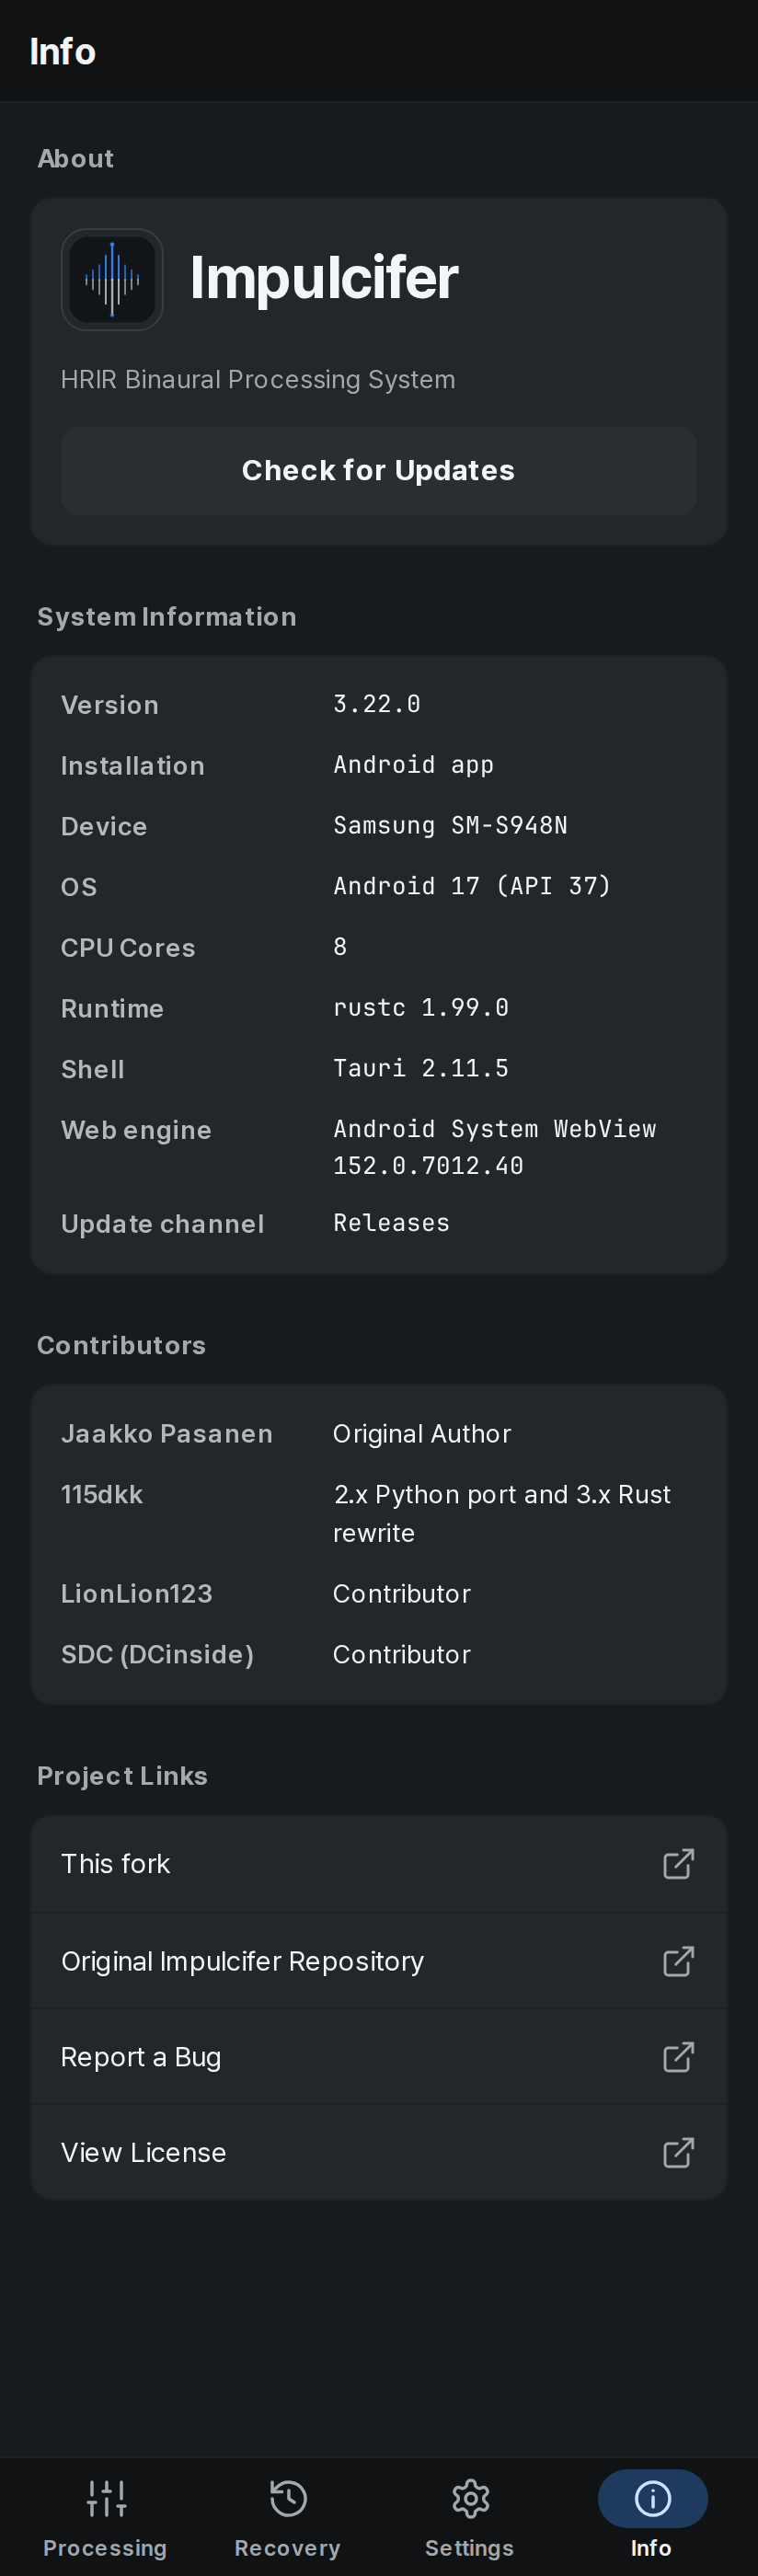 Info
About
Impulcifer
HRIR Binaural Processing System
Check for Updates
System Information
Version 3.22.0
Installation Android app
Device Samsung SM-S948N
OS Android 17 (API 37)
CPU Cores 8
Runtime rustc 1.99.0
Shell Tauri 2.11.5
Web engine Android System WebView
152.0.7012.40
Update channel Releases
Contributors
Jaakko Pasanen Original Author
115dkk 2.x Python port and 3.x Rust
rewrite
LionLion123 Contributor
SDC (DCinside) Contributor
Project Links
This fork
Original Impulcifer Repository
Report a Bug
View License
Processing Recovery Settings Info